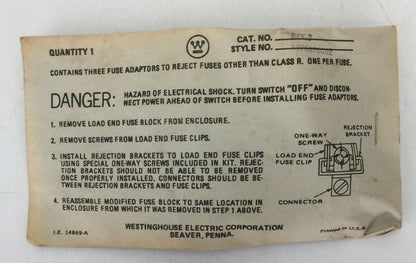 QUANTITY 1
CAT. NO.
STYLE NO.
CONTAINS THREE FUSE ADAPTORS TO REJECT FUSES OTHER THAN CLASS R. ONE PER FUSE.
DANGER: HAZARD OF ELECTRICAL SHOCK. TURN SWITCH "OFF" AND DISCON-
NECT POWER AHEAD OF SWITCH BEFORE INSTALLING FUSE ADAPTORS.
1. REMOVE LOAD END FUSE BLOCK FROM ENCLOSURE.
2. REMOVE SCREWS FROM LOAD END FUSE CLIPS.
3. INSTALL REJECTION BRACKETS TO LOAD END FUSE CLIPS
USING SPECIAL ONE-WAY SCREWS INCLUDED IN KIT. REJEC-
TION BRACKETS SHOULD NOT BE ABLE TO BE REMOVED
ONCE PROPERLY INSTALLED. CONNECTORS SHOULD BE BE-
TWEEN REJECTION BRACKETS AND FUSE CLIPS.
4. REASSEMBLE MODIFIED FUSE BLOCK TO SAME LOCATION IN
ENCLOSURE FROM WHICH IT WAS REMOVED IN STEP 1 ABOVE.
ONE-WAY
SCREW
REJECTION
BRACKET
LOAD END
FUSE CLIP
CONNECTOR
I.E. 14969-A
WESTINGHOUSE ELECTRIC CORPORATION
BEAVER, PENNA.
PRINTED IN U.S.A.